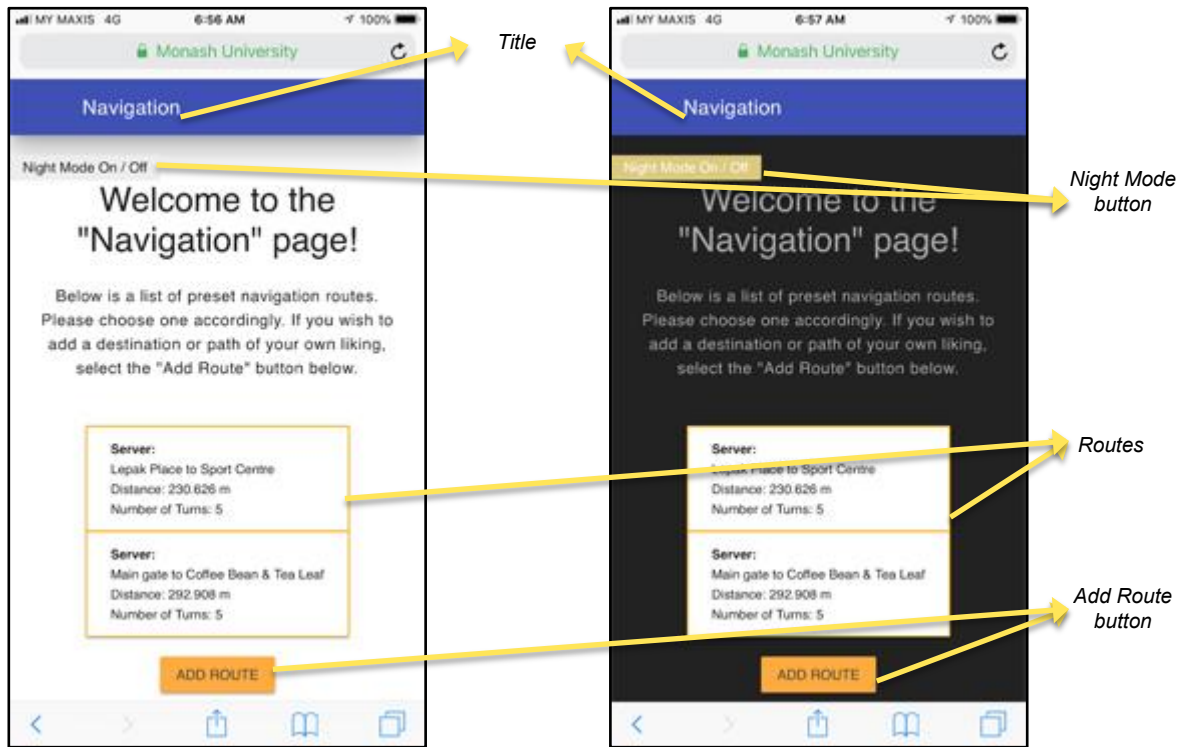 MY MAXIS 4G 6:56 AM 100%
Monash University
Navigation
Night Mode On / Off
Welcome to the
"Navigation" page!
Below is a list of preset navigation routes.
Please choose one accordingly. If you wish to
add a destination or path of your own liking,
select the "Add Route" button below.
Server:
Lepak Place to Sport Centre
Distance: 230.626 m
Number of Turns: 5
Server:
Main gate to Coffee Bean & Tea Leaf
Distance: 292.908 m
Number of Turns: 5
ADD ROUTE
Title
MY MAXIS 4G 6:57 AM 100%
Monash University
Navigation
Night Mode On / Off
Welcome to the
"Navigation" page!
Below is a list of preset navigation routes.
Please choose one accordingly. If you wish to
add a destination or path of your own liking,
select the "Add Route" button below.
Server:
Lepak Place to Sport Centre
Distance: 230.626 m
Number of Turns: 5
Server:
Main gate to Coffee Bean & Tea Leaf
Distance: 292.908 m
Number of Turns: 5
ADD ROUTE
Night Mode
button
Routes
Add Route
button